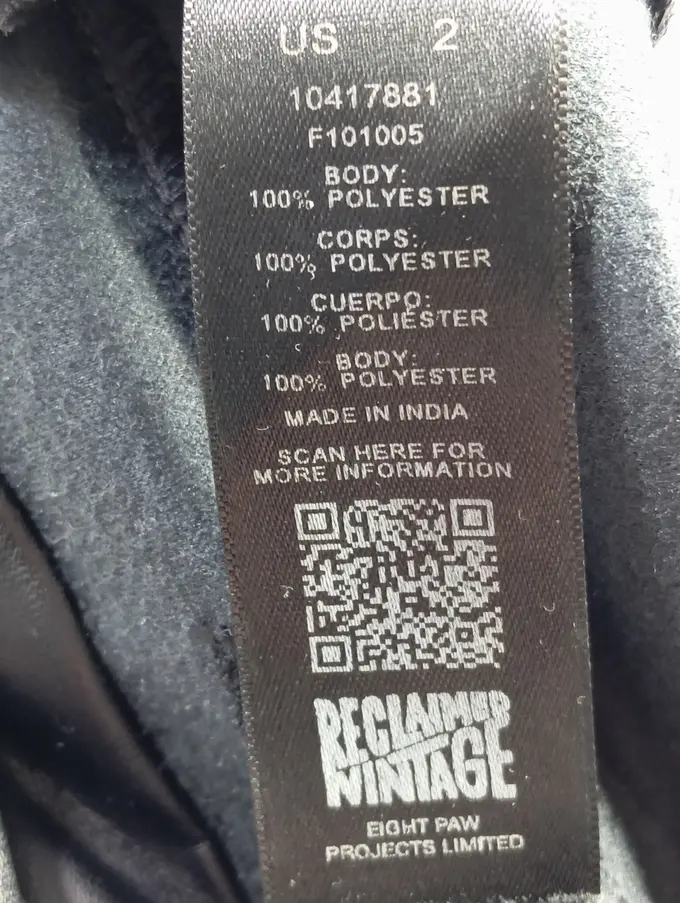 US 2
10417881
F101005
BODY:
100% POLYESTER
CORPS:
100% POLYESTER
CUERPO:
100% POLIÉSTER
BODY:
100% POLYESTER
MADE IN INDIA
SCAN HERE FOR
MORE INFORMATION
RECLAIMED
VINTAGE
EIGHT PAW
PROJECTS LIMITED